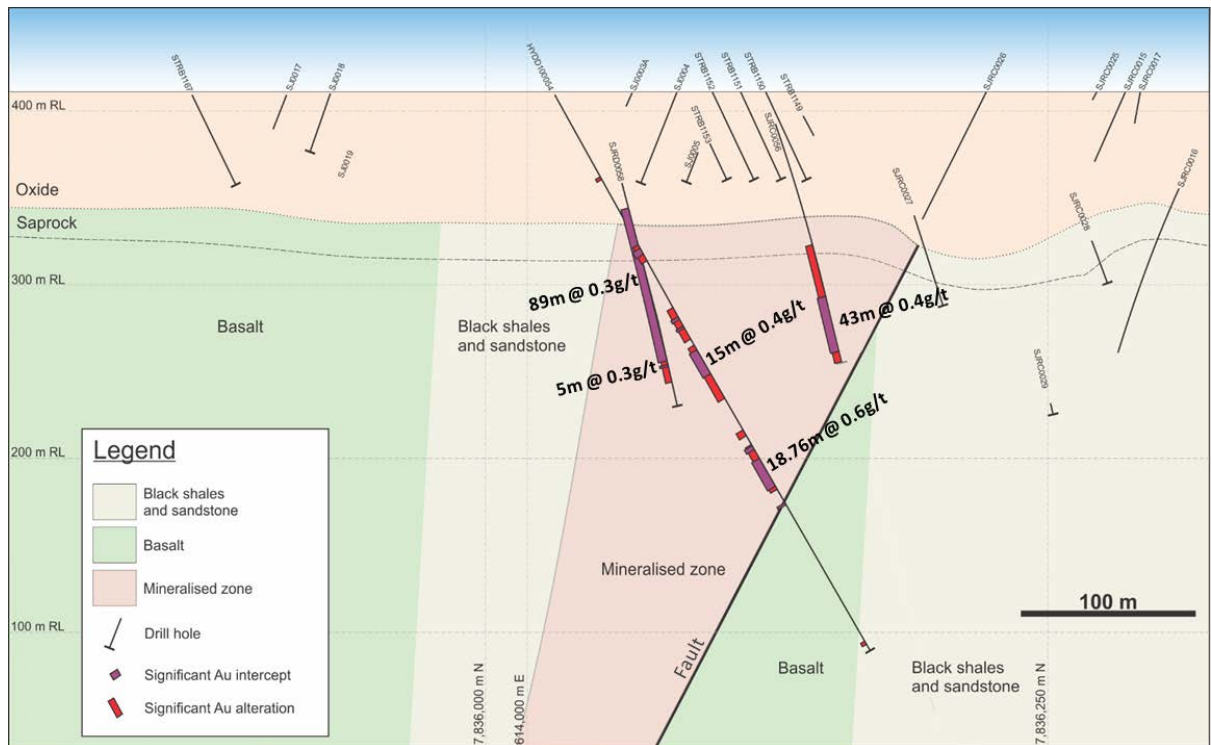 STRB1167
SJ0017
SJ0018
HYDD100054
SJ0003A
SJ0004
STRB1152
STRB1151
STRB1150
STRB1149
SJRC0026
SJRC0025
SJRC0015
SJRC0017
400 m RL
SJ0019
SJRD0058
STRB1153
SJ0005
SJRC0056
SJRC0027
SJRC0028
SJRC0016
Oxide
Saprock
300 m RL
89m @ 0.3g/t
43m @ 0.4g/t
15m @ 0.4g/t
Basalt
Black shales
and sandstone
5m @ 0.3g/t
SJRC0029
18.76m @ 0.6g/t
200 m RL
Legend
Black shales
and sandstone
Basalt
Mineralised zone
Drill hole
Significant Au intercept
Significant Au alteration
Mineralised zone
100 m
100 m RL
Fault
Basalt
Black shales
and sandstone
7,836,000 m N
614,000 m E
7,836,250 m N